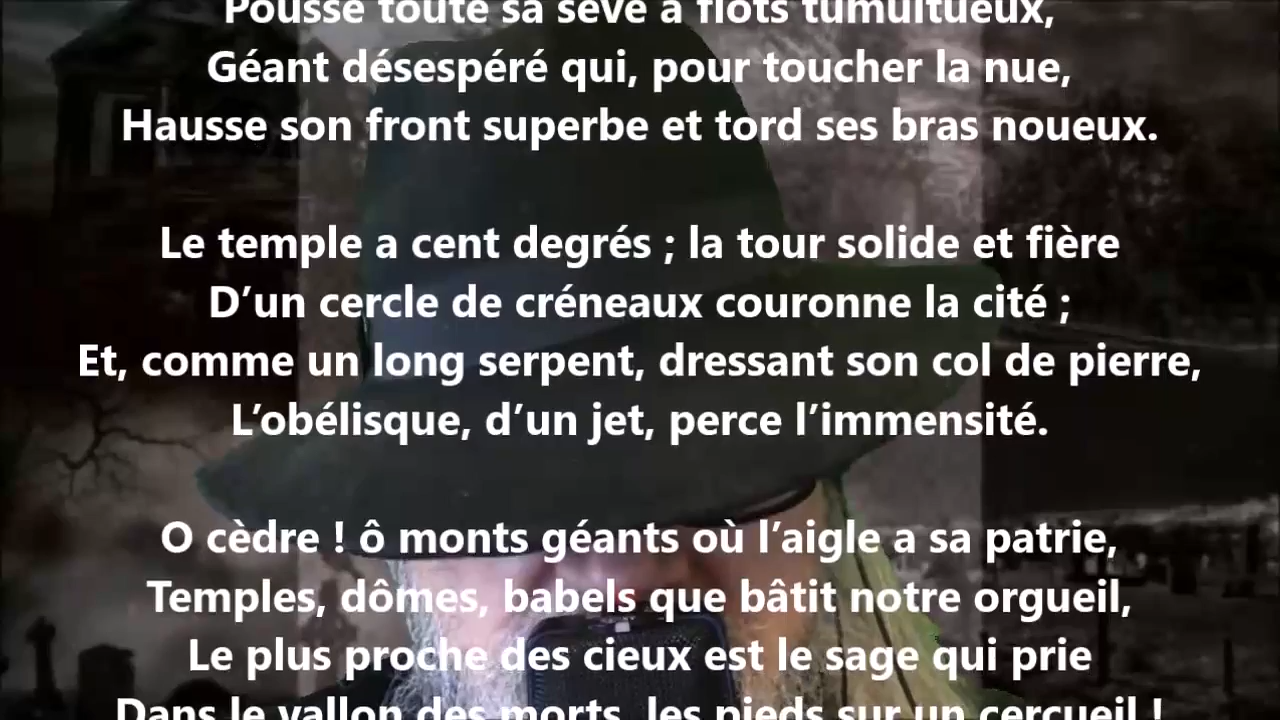 Pousse toute sa sève à flots tumultueux,
Géant désespéré qui, pour toucher la nue,
Hausse son front superbe et tord ses bras noueux.
Le temple a cent degrés ; la tour solide et fière
D’un cercle de créneaux couronne la cité ;
Et, comme un long serpent, dressant son col de pierre,
L’obélisque, d’un jet, perce l’immensité.
O cèdre ! ô monts géants où l’aigle a sa patrie,
Temples, dômes, babels que bâtit notre orgueil,
Le plus proche des cieux est le sage qui prie
Dans le vallon des morts, les pieds sur un cercueil !